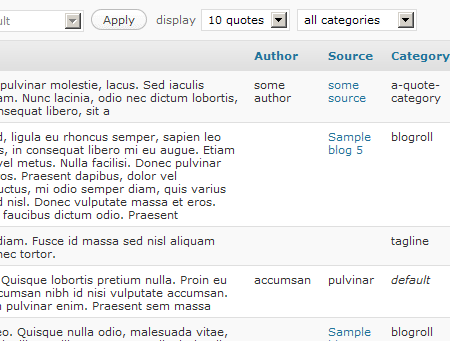 ult Apply display 10 quotes all categories
Author Source Category
pulvinar molestie, lacus. Sed iaculis some some a-quote-
am. Nunc lacinia, odio nec dictum lobortis, author source category
nsequat libero, sit a
d, ligula eu rhoncus semper, sapien leo Sample blogroll
s, in consequat libero mi eu augue. Etiam blog 5
vel metus. Nulla facilisi. Donec pulvinar
ros. Praesent dapibus, dolor vel
uctus, mi odio semper diam, quis varius
d nisl. Donec vulputate massa et eros.
faucibus dictum odio. Praesent
diam. Fusce id massa sed nisl aliquam tagline
nec tortor.
Quisque lobortis pretium nulla. Proin eu accumsan pulvinar default
cumsan nibh id nisi vulputate accumsan.
n pulvinar enim. Praesent sem massa
eo. Quisque nulla odio, malesuada vitae, Sample blogroll